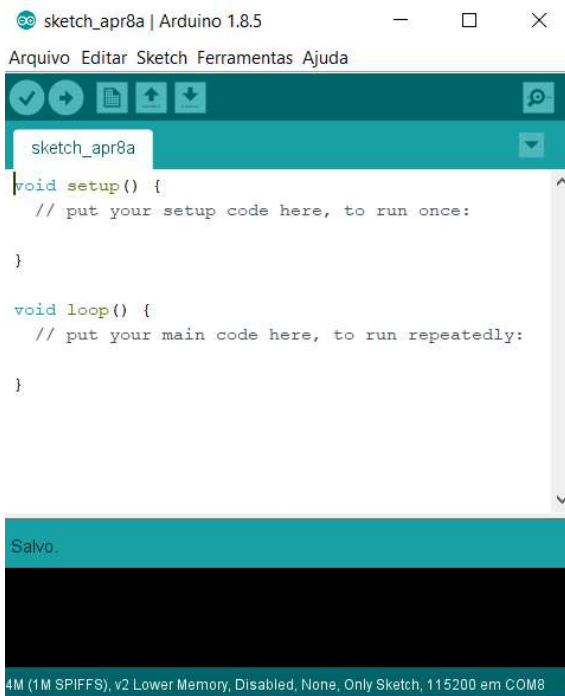 sketch_apr8a | Arduino 1.8.5
Arquivo Editar Sketch Ferramentas Ajuda
sketch_apr8a
void setup() {
// put your setup code here, to run once:
}
void loop() {
// put your main code here, to run repeatedly:
}
Salvo.
4M (1M SPIFFS), v2 Lower Memory, Disabled, None, Only Sketch, 115200 em COM8